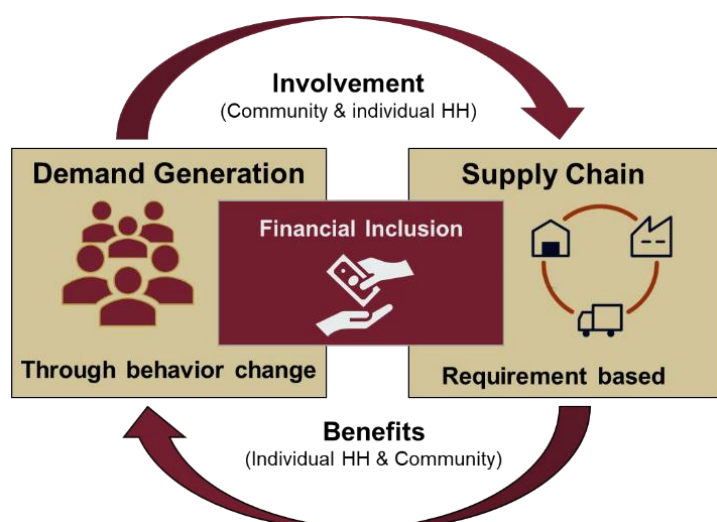 Involvement
(Community & individual HH)
Demand Generation
Supply Chain
Financial Inclusion
Through behavior change
Requirement based
Benefits
(Individual HH & Community)